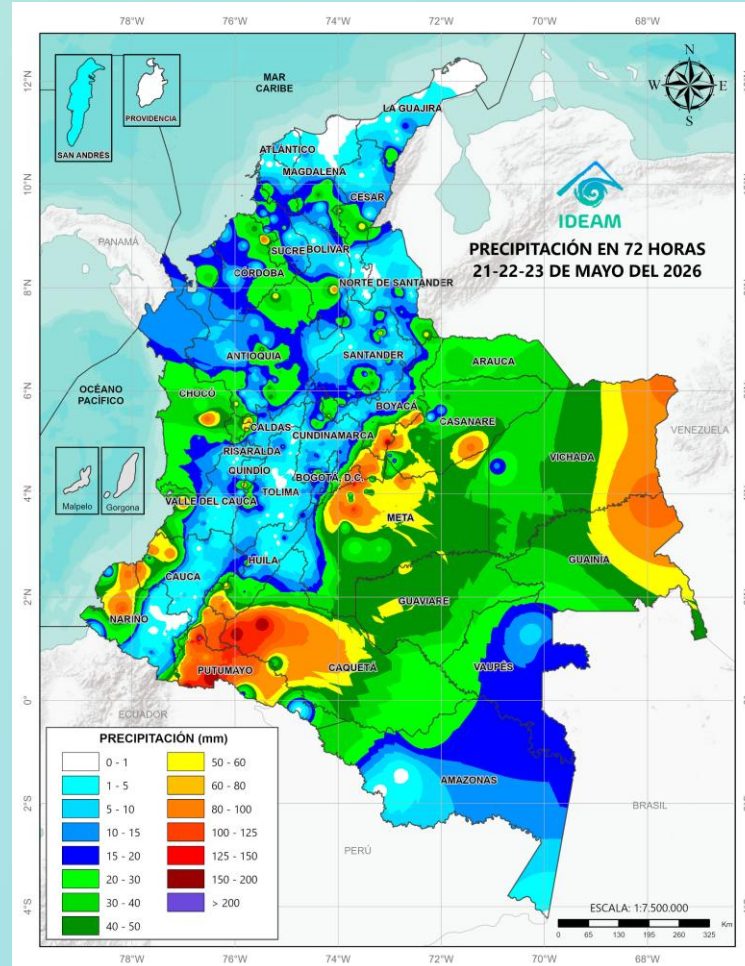 78°W 76°W 74°W 72°W 70°W 68°W
12°N
10°N
8°N
6°N
4°N
2°N
0°
2°S
4°S
SAN ANDRÉS
PROVIDENCIA
MAR
CARIBE
N
W E
S
LA GUAJIRA
ATLÁNTICO
MAGDALENA
CESAR
IDEAM
PRECIPITACIÓN EN 72 HORAS
21-22-23 DE MAYO DEL 2026
PANAMÁ
SUCRE
BOLÍVAR
CÓRDOBA
NORTE DE SANTANDER
ANTIOQUIA
SANTANDER
ARAUCA
OCÉANO
PACÍFICO
CHOCÓ
BOYACÁ
CASANARE
CALDAS
CUNDINAMARCA
VENEZUELA
RISARALDA
VICHADA
QUINDÍO
BOGOTÁ, D.C.
Malpelo
Gorgona
VALLE DEL CAUCA
TOLIMA
META
HUILA
GUAINÍA
CAUCA
GUAVIARE
NARIÑO
PUTUMAYO
CAQUETÁ
VAUPÉS
ECUADOR
AMAZONAS
BRASIL
PERÚ
PRECIPITACIÓN (mm)
0 - 1
1 - 5
5 - 10
10 - 15
15 - 20
20 - 30
30 - 40
40 - 50
50 - 60
60 - 80
80 - 100
100 - 125
125 - 150
150 - 200
> 200
ESCALA: 1:7.500.000
Km
0 65 130 195 260 325
78°W 76°W 74°W 72°W 70°W 68°W